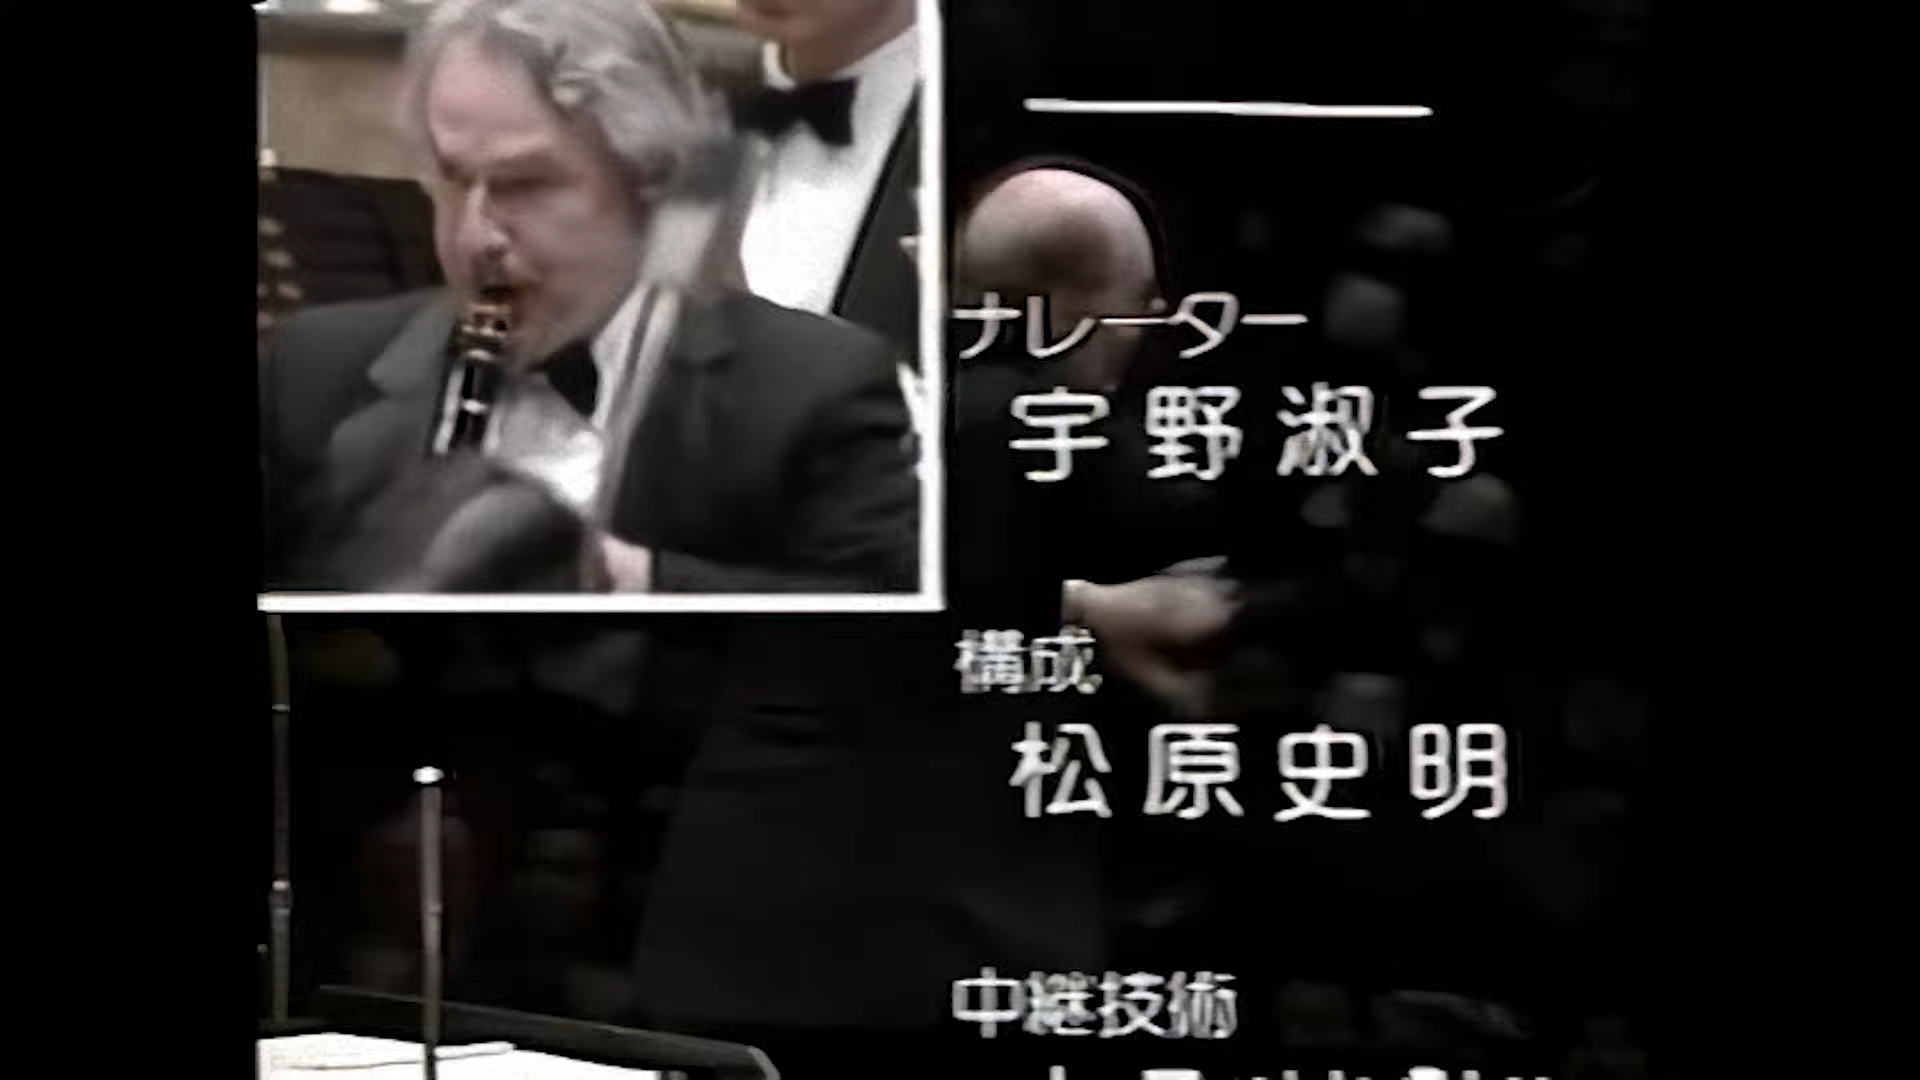 ナレーター
宇野淑子
構成
松原史明
中継技術